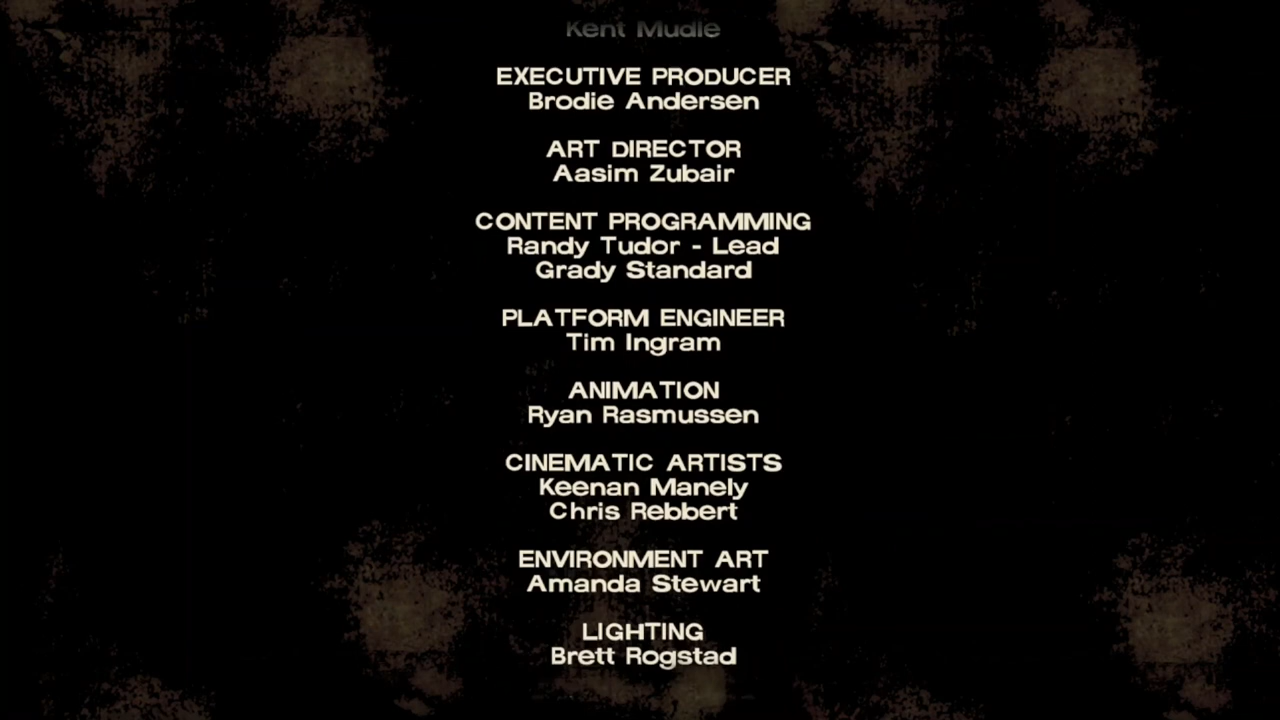 Kent Mudle
EXECUTIVE PRODUCER
Brodie Andersen
ART DIRECTOR
Aasim Zubair
CONTENT PROGRAMMING
Randy Tudor - Lead
Grady Standard
PLATFORM ENGINEER
Tim Ingram
ANIMATION
Ryan Rasmussen
CINEMATIC ARTISTS
Keenan Manely
Chris Rebbert
ENVIRONMENT ART
Amanda Stewart
LIGHTING
Brett Rogstad